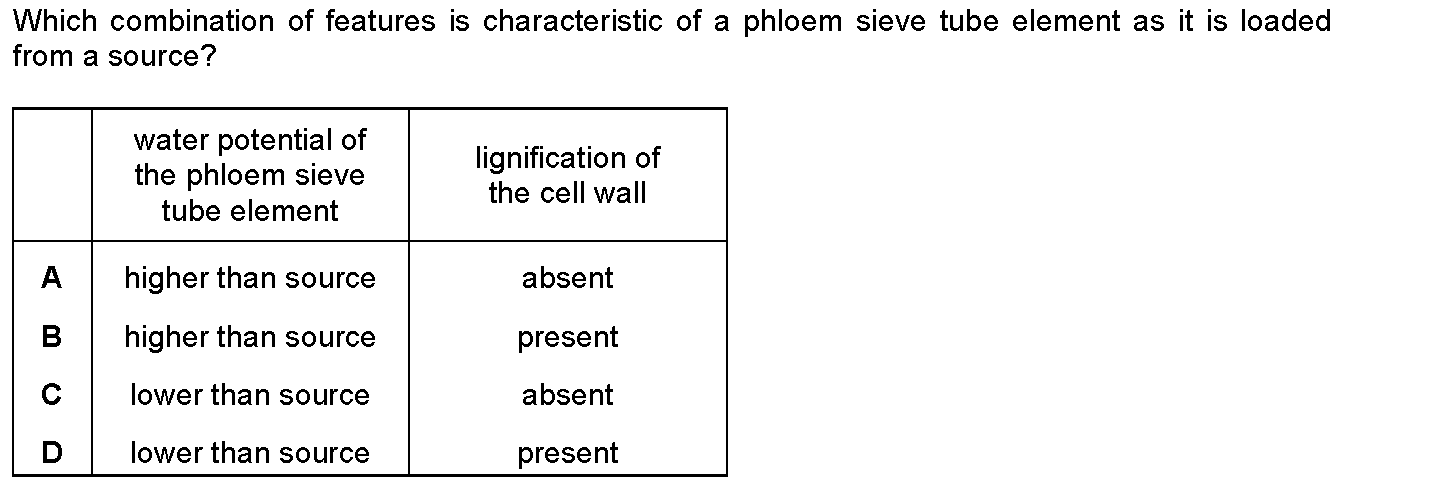 Which combination of features is characteristic of a phloem sieve tube element as it is loaded
from a source?
water potential of
the phloem sieve
tube element
lignification of
the cell wall
A higher than source absent
B higher than source present
C lower than source absent
D lower than source present